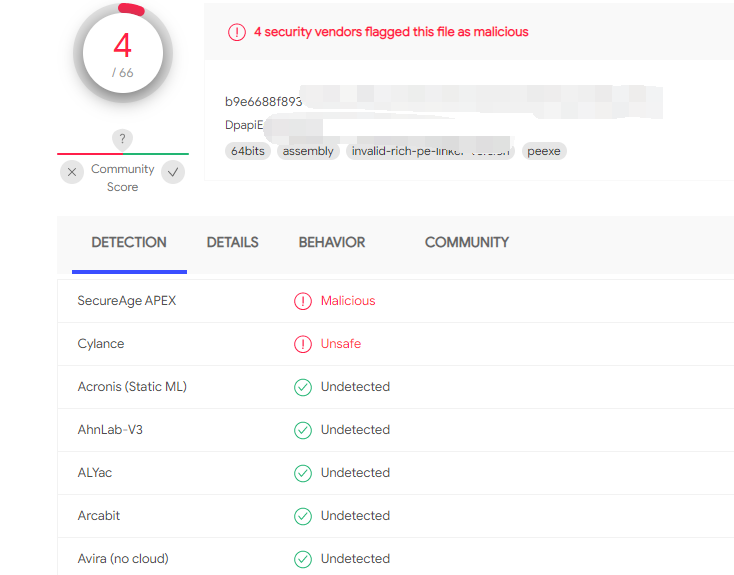 4
/ 66
?
Community
Score
4 security vendors flagged this file as malicious
b9e6688f893
DpapiE
64bits assembly invalid-rich-pe-linker-version peexe
DETECTION DETAILS BEHAVIOR COMMUNITY
SecureAge APEX Malicious
Cylance Unsafe
Acronis (Static ML) Undetected
AhnLab-V3 Undetected
ALYac Undetected
Arcabit Undetected
Avira (no cloud) Undetected